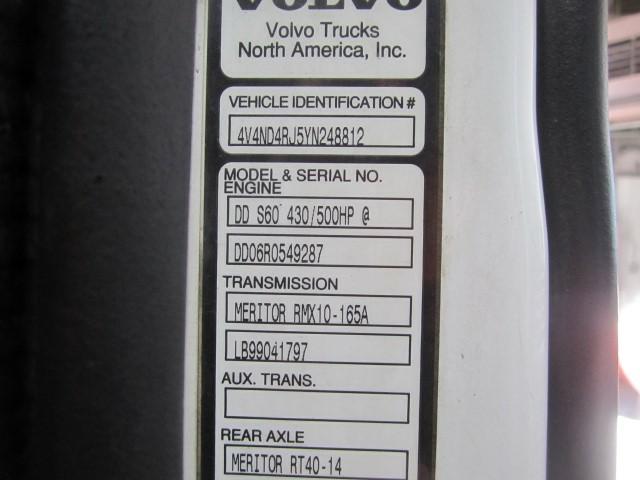 VOLVO
Volvo Trucks
North America, Inc.
VEHICLE IDENTIFICATION #
4V4ND4RJ5YN248812
MODEL & SERIAL NO.
ENGINE
DD S60 430/500HP @
DD06R0549287
TRANSMISSION
MERITOR RMX10-165A
LB99041797
AUX. TRANS.
REAR AXLE
MERITOR RT40-14